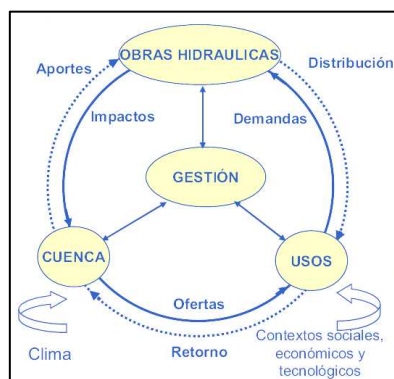 OBRAS HIDRAULICAS
Aportes
Distribución
Impactos
Demandas
GESTIÓN
CUENCA
USOS
Ofertas
Clima
Retorno
Contextos sociales,
económicos y
tecnológicos